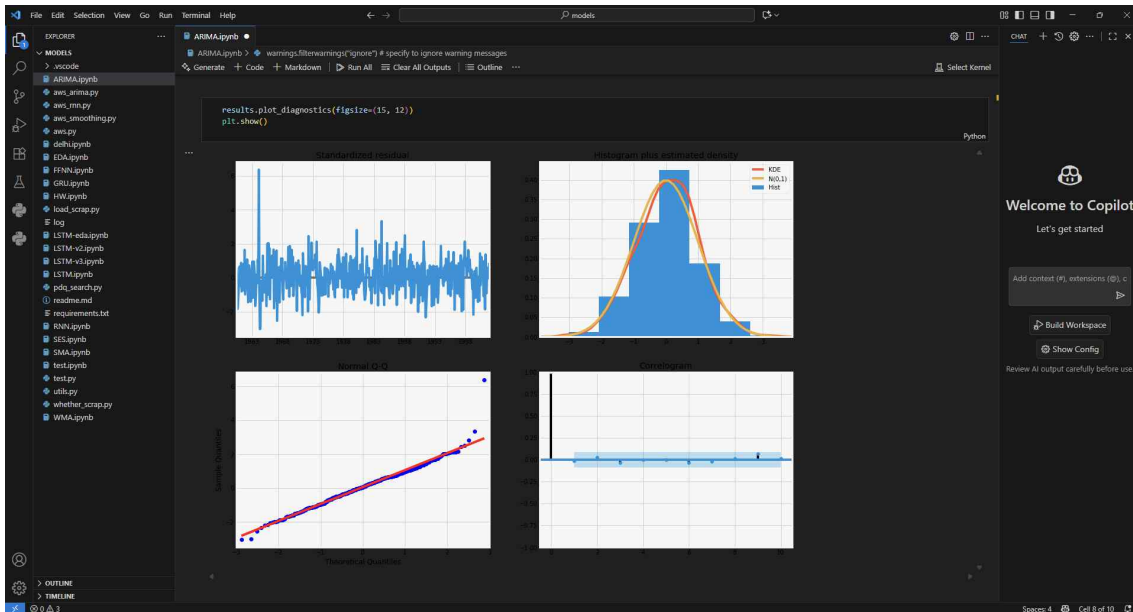 File Edit Selection View Go Run Terminal Help
models
EXPLORER
MODELS
.vscode
ARIMA.ipynb
aws_arima.py
aws_rnn.py
aws_smoothing.py
aws.py
delhi.ipynb
EDA.ipynb
FFNN.ipynb
GRU.ipynb
HW.ipynb
load_scrap.py
log
LSTM-eda.ipynb
LSTM-v2.ipynb
LSTM-v3.ipynb
LSTM.ipynb
pdq_search.py
readme.md
requirements.txt
RNN.ipynb
SES.ipynb
SMA.ipynb
test.ipynb
test.py
utils.py
whether_scrap.py
WMA.ipynb
OUTLINE
TIMELINE
ARIMA.ipynb
ARIMA.ipynb > warnings.filterwarnings("ignore") # specify to ignore warning messages
Generate + Code + Markdown Run All Clear All Outputs Outline ...
Select Kernel
results.plot_diagnostics(figsize=(15, 12))
plt.show()
Python
Standardized residual
Histogram plus estimated density
KDE
N(0,1)
Hist
Normal Q-Q
Sample Quantiles
Theoretical Quantiles
Correlogram
CHAT
Welcome to Copilot
Let's get started
Add context (#), extensions (@), c
Build Workspace
Show Config
Review AI output carefully before use.
0 3
Spaces: 4 Cell 8 of 10